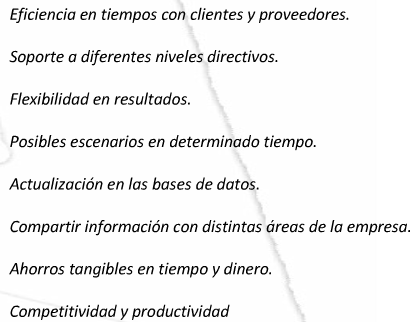 Eficiencia en tiempos con clientes y proveedores.
Soporte a diferentes niveles directivos.
Flexibilidad en resultados.
Posibles escenarios en determinado tiempo.
Actualización en las bases de datos.
Compartir información con distintas áreas de la empresa.
Ahorros tangibles en tiempo y dinero.
Competitividad y productividad